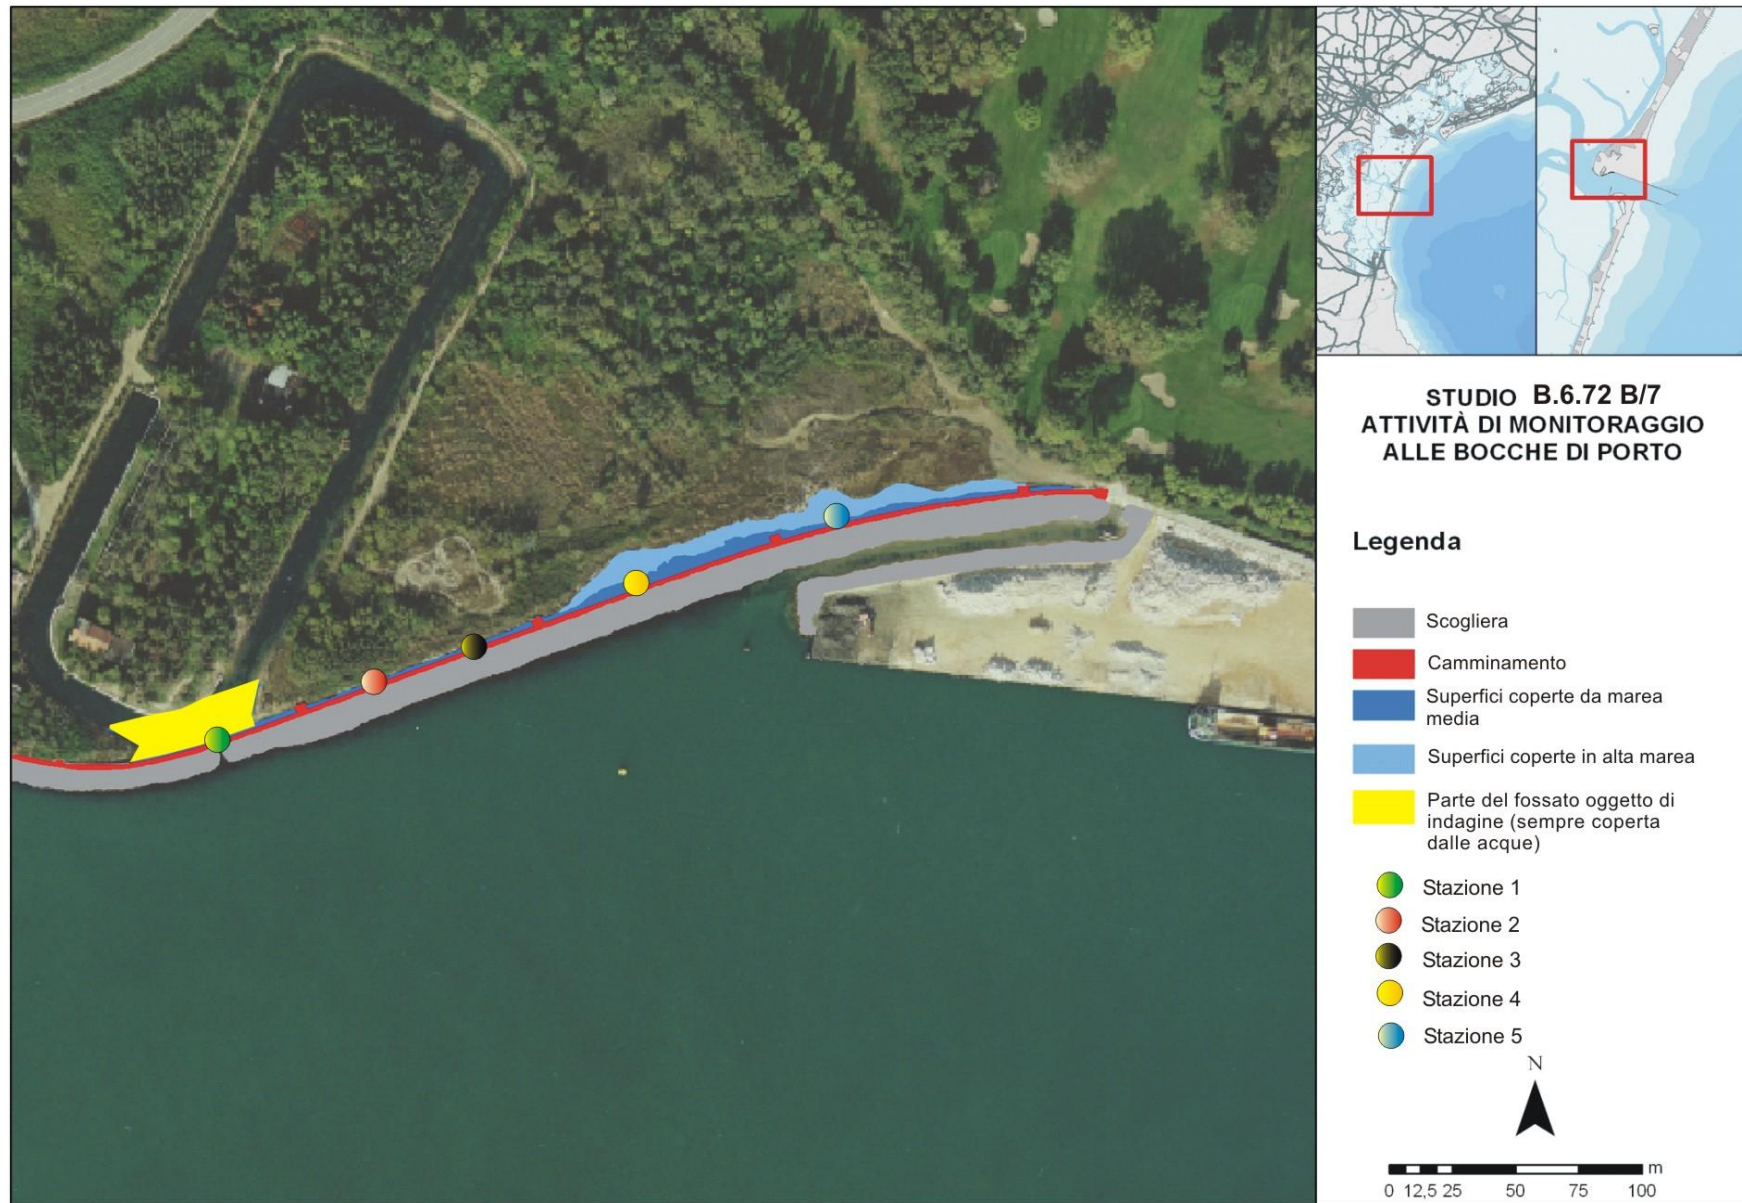 STUDIO B.6.72 B/7
ATTIVITÀ DI MONITORAGGIO
ALLE BOCCHE DI PORTO
Legenda
Scogliera
Camminamento
Superfici coperte da marea
media
Superfici coperte in alta marea
Parte del fossato oggetto di
indagine (sempre coperta
dalle acque)
Stazione 1
Stazione 2
Stazione 3
Stazione 4
Stazione 5
N
m
0 12,5 25 50 75 100